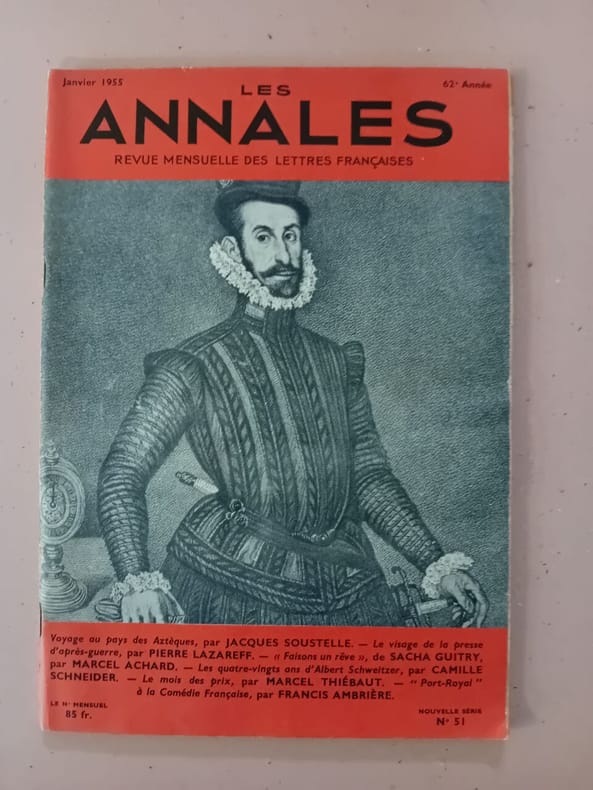 Janvier 1955
62e Année
LES
ANNALES
REVUE MENSUELLE DES LETTRES FRANÇAISES
Voyage au pays des Aztèques, par JACQUES SOUSTELLE. — Le visage de la presse
d'après-guerre, par PIERRE LAZAREFF. — « Faisons un rêve », de SACHA GUITRY,
par MARCEL ACHARD. — Les quatre-vingts ans d'Albert Schweitzer, par CAMILLE
SCHNEIDER. — Le mois des prix, par MARCEL THIÉBAUT. — “ Port-Royal ”
à la Comédie Française, par FRANCIS AMBRIÈRE.
LE No MENSUEL
85 fr.
NOUVELLE SÉRIE
No 51